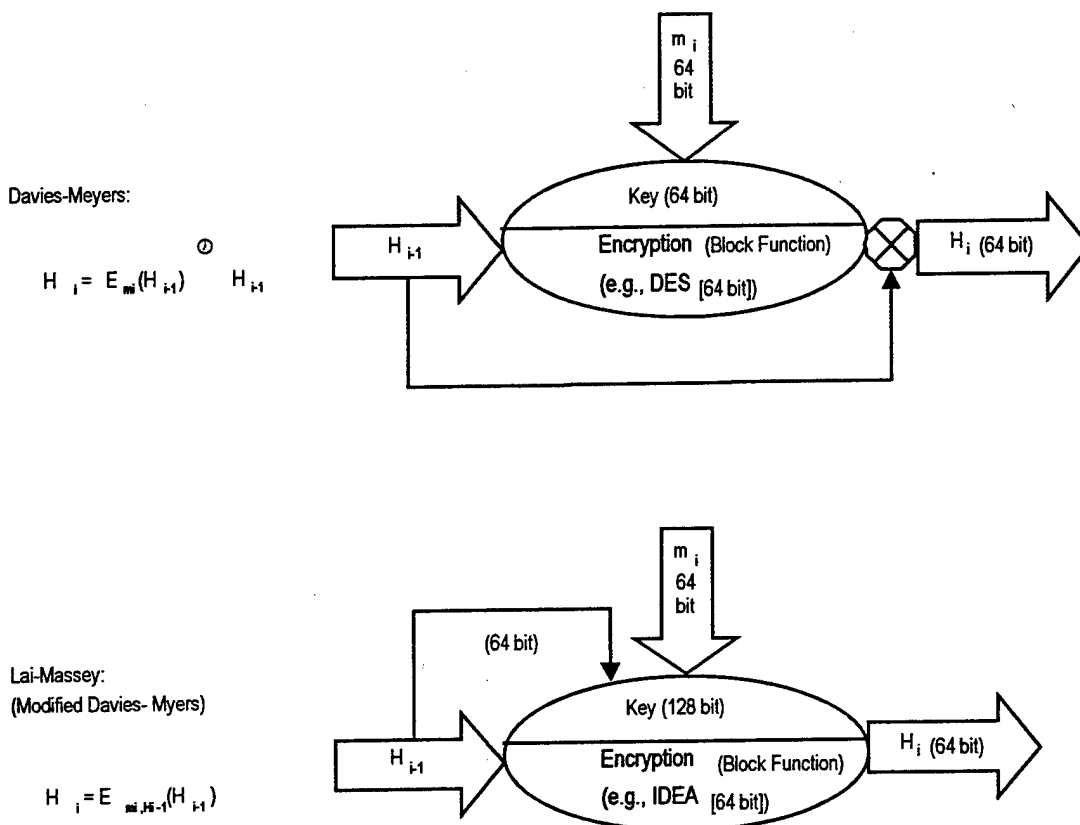 m i
64
bit
Davies-Meyers:
Key (64 bit)
H i-1
Encryption (Block Function)
(e.g., DES [64 bit])
H i (64 bit)
H i = E mi (H i-1) H i-1
m i
64
bit
(64 bit)
Lai-Massey:
(Modified Davies- Myers)
Key (128 bit)
H i-1
Encryption (Block Function)
(e.g., IDEA [64 bit])
H i (64 bit)
H i = E mi,Hi-1 (H i-1)